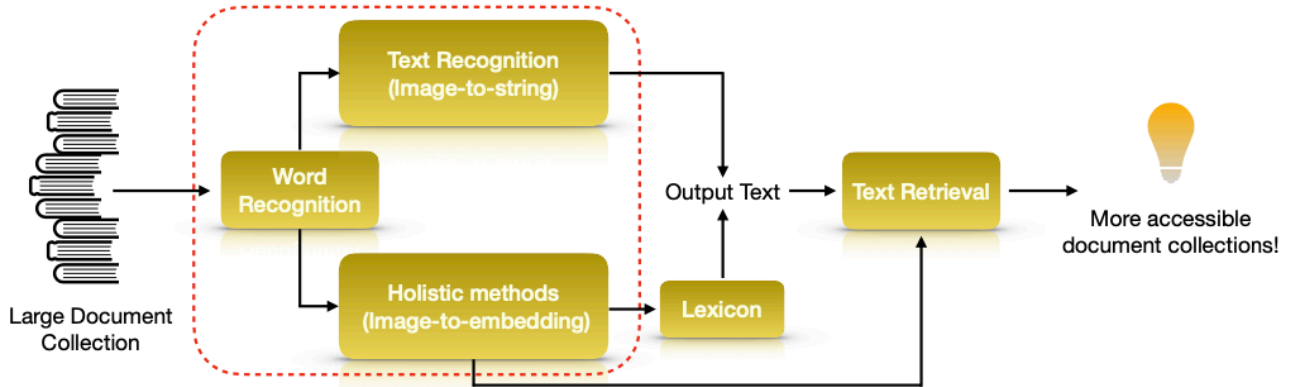 Large Document
Collection
Word
Recognition
Text Recognition
(Image-to-string)
Holistic methods
(Image-to-embedding)
Lexicon
Output Text
Text Retrieval
More accessible
document collections!